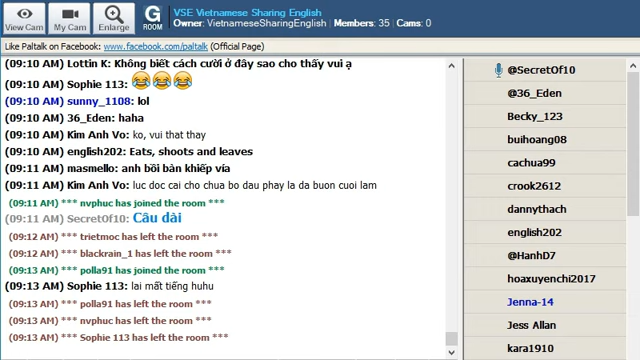 View Cam
My Cam
Enlarge
G
ROOM
VSE Vietnamese Sharing English
Owner: VietnameseSharingEnglish | Members: 35 | Cams: 0
Like Paltalk on Facebook: www.facebook.com/paltalk (Official Page)
(09:10 AM) Lottin K: Không biết cách cười ở đây sao cho thấy vui ạ
(09:10 AM) Sophie 113: 😂😂😂
(09:10 AM) sunny_1108: lol
(09:10 AM) 36_Eden: haha
(09:10 AM) Kim Anh Vo: ko, vui that thay
(09:10 AM) english202: Eats, shoots and leaves
(09:11 AM) masmello: anh bồi bàn khiếp vía
(09:11 AM) Kim Anh Vo: luc doc cai cho chua bo dau phay la da buon cuoi lam
(09:11 AM) *** nvphuc has joined the room ***
(09:11 AM) SecretOf10: Câu dài
(09:12 AM) *** trietmoc has left the room ***
(09:12 AM) *** blackrain_1 has left the room ***
(09:13 AM) *** polla91 has joined the room ***
(09:13 AM) Sophie 113: lai mất tiếng huhu
(09:13 AM) *** polla91 has left the room ***
(09:13 AM) *** nvphuc has left the room ***
(09:13 AM) *** Sophie 113 has left the room ***
@SecretOf10
@36_Eden
Becky_123
buihoang08
cachua99
crook2612
dannythach
english202
@HanhD7
hoaxuyenchi2017
Jenna-14
Jess Allan
kara1910